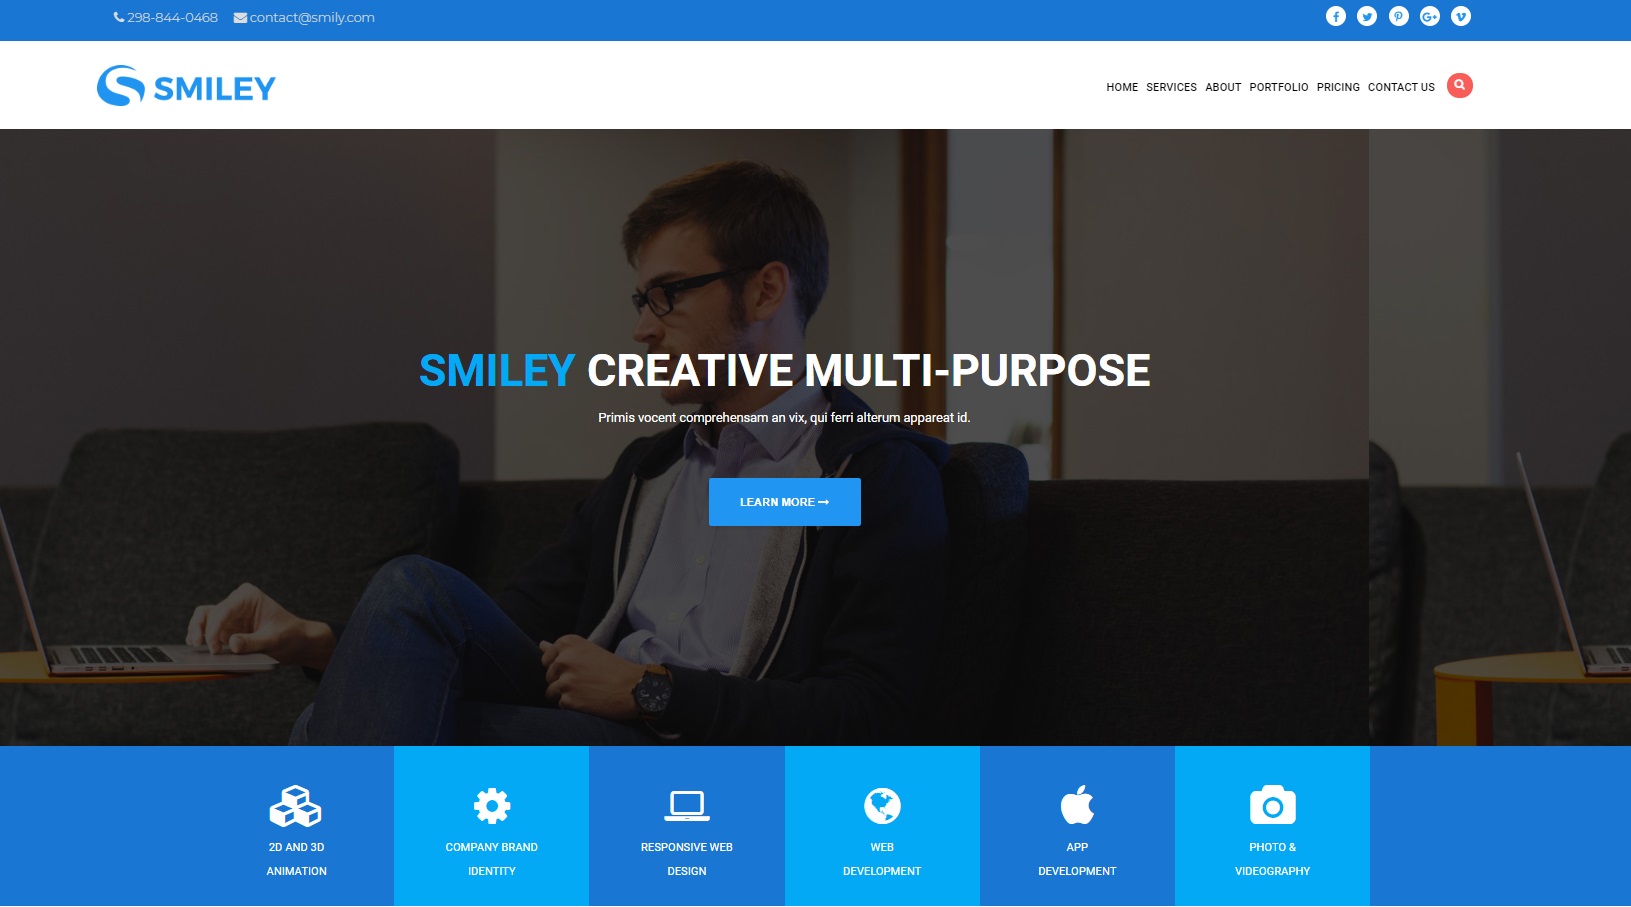 298-844-0468 contact@smily.com
SMILEY
HOME SERVICES ABOUT PORTFOLIO PRICING CONTACT US
SMILEY CREATIVE MULTI-PURPOSE
Primis vocent comprehensam an vix, qui ferri alterum appareat id.
LEARN MORE
2D AND 3D
ANIMATION
COMPANY BRAND
IDENTITY
RESPONSIVE WEB
DESIGN
WEB
DEVELOPMENT
APP
DEVELOPMENT
PHOTO &
VIDEOGRAPHY